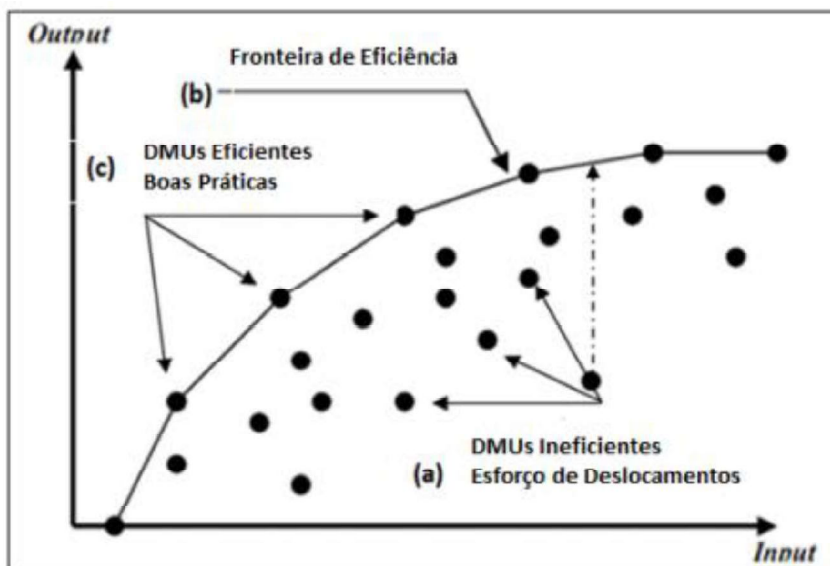 Output
Fronteira de Eficiência
(b)
(c)
DMUs Eficientes
Boas Práticas
DMUs Ineficientes
(a)
Esforço de Deslocamentos
Input